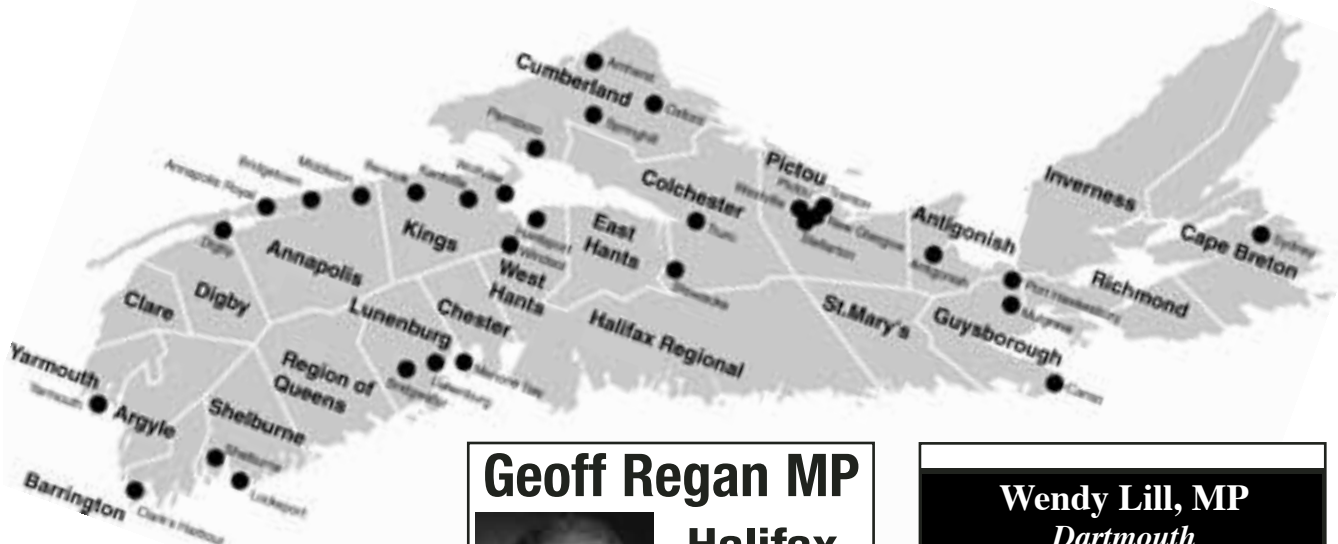 Amherst
Cumberland
Oxford
Springhill
Parrsboro
Pictou
Annapolis Royal
Bridgetown
Middleton
Berwick
Kentville
Wolfville
Colchester
Westville
Pictou
Trenton
Inverness
Truro
New Glasgow
Stellarton
Antigonish
Antigonish
Cape Breton
Sydney
Digby
Kings
Hantsport
Windsor
East
Hants
Annapolis
West
Hants
Stewiacke
Port Hawkesbury
Mulgrave
Richmond
Clare
Digby
Lunenburg
Chester
Halifax Regional
St.Mary's
Guysborough
Yarmouth
Yarmouth
Region of
Queens
Bridgewater
Lunenburg
Mahone Bay
Canso
Argyle
Shelburne
Shelburne
Lockeport
Barrington
Clark's Harbour
Geoff Regan MP
Halifax
Wendy Lill, MP
Dartmouth